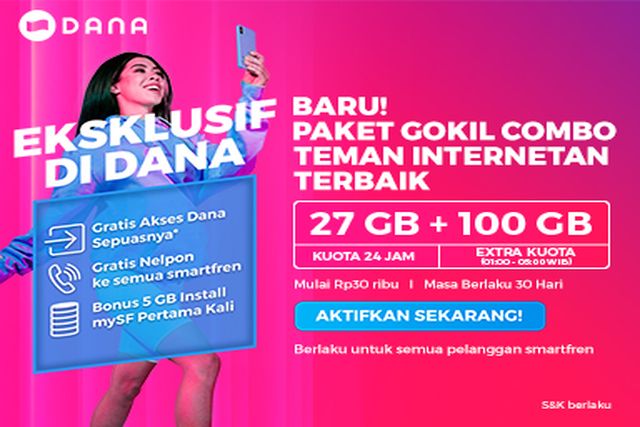 DANA
EKSKLUSIF
DI DANA
Gratis Akses Dana
Sepuasnya*
Gratis Nelpon
ke semua smartfren
Bonus 5 GB Install
mySF Pertama Kali
BARU!
PAKET GOKIL COMBO
TEMAN INTERNETAN
TERBAIK
27 GB + 100 GB
KUOTA 24 JAM
EXTRA KUOTA
(01:00 - 05:00 WIB)
Mulai Rp30 ribu | Masa Berlaku 30 Hari
AKTIFKAN SEKARANG!
Berlaku untuk semua pelanggan smartfren
S&K berlaku